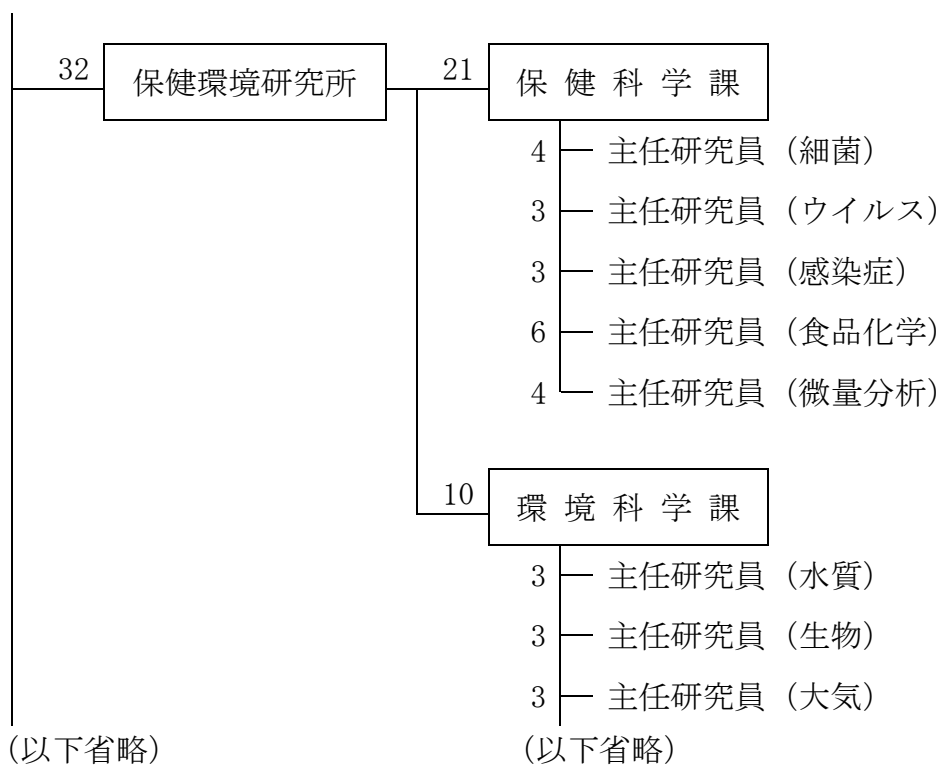 32 保健環境研究所 21 保健科学課
4 主任研究員（細菌）
3 主任研究員（ウイルス）
3 主任研究員（感染症）
6 主任研究員（食品化学）
4 主任研究員（微量分析）
10 環境科学課
3 主任研究員（水質）
3 主任研究員（生物）
3 主任研究員（大気）
（以下省略） （以下省略）